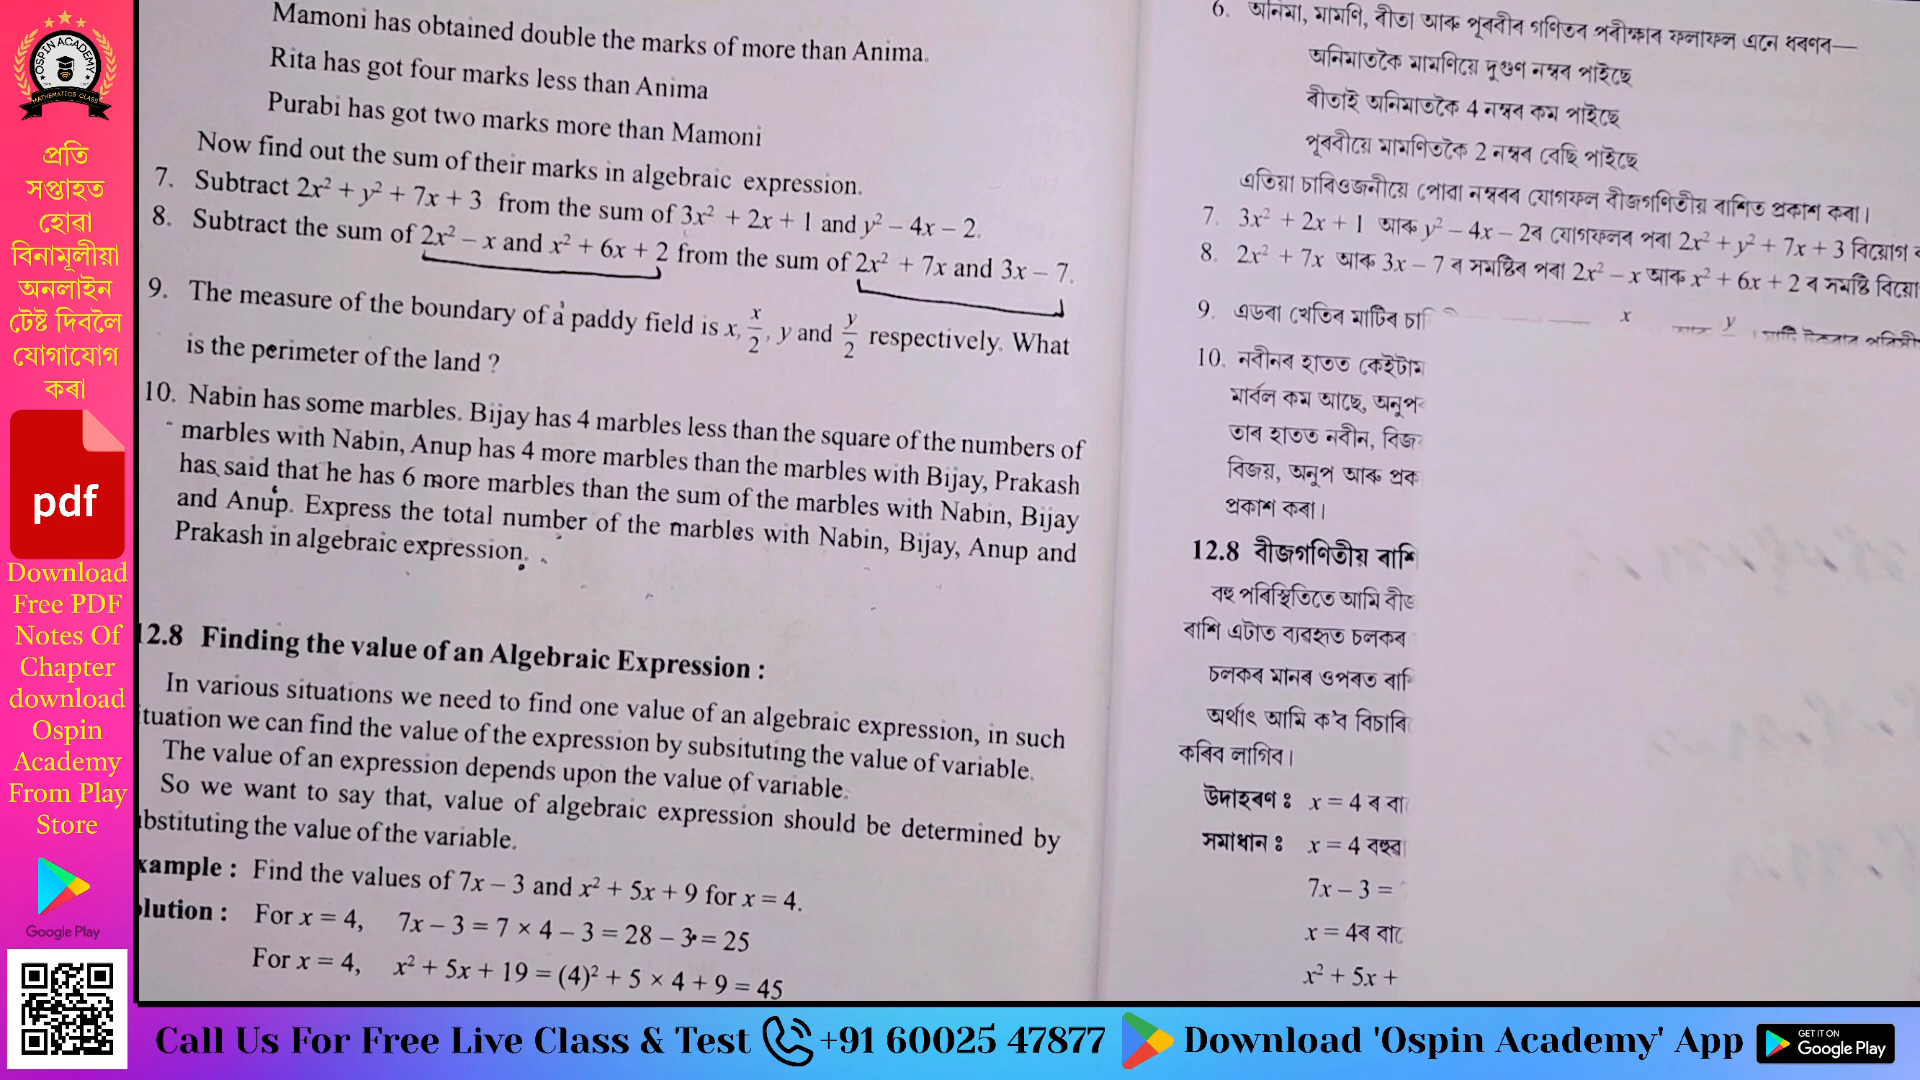 OSPIN ACADEMY
MATHEMATICS CLASS
প্ৰতি
সপ্তাহত
হোৱা
বিনামূলীয়া
অনলাইন
টেষ্ট দিবলৈ
যোগাযোগ
কৰা
pdf
Download
Free PDF
Notes Of
Chapter
download
Ospin
Academy
From Play
Store
Google Play
Mamoni has obtained double the marks of more than Anima.
Rita has got four marks less than Anima
Purabi has got two marks more than Mamoni
Now find out the sum of their marks in algebraic expression.
7. Subtract 2x² + y² + 7x + 3 from the sum of 3x² + 2x + 1 and y² – 4x – 2.
8. Subtract the sum of 2x² – x and x² + 6x + 2 from the sum of 2x² + 7x and 3x – 7.
9. The measure of the boundary of a paddy field is x, x/2, y and y/2 respectively. What
is the perimeter of the land ?
10. Nabin has some marbles. Bijay has 4 marbles less than the square of the numbers of
marbles with Nabin, Anup has 4 more marbles than the marbles with Bijay, Prakash
has said that he has 6 more marbles than the sum of the marbles with Nabin, Bijay
and Anup. Express the total number of the marbles with Nabin, Bijay, Anup and
Prakash in algebraic expression.
12.8 Finding the value of an Algebraic Expression :
In various situations we need to find one value of an algebraic expression, in such
tuation we can find the value of the expression by subsituting the value of variable.
The value of an expression depends upon the value of variable.
So we want to say that, value of algebraic expression should be determined by
bstituting the value of the variable.
xample : Find the values of 7x – 3 and x² + 5x + 9 for x = 4.
lution : For x = 4, 7x – 3 = 7 × 4 – 3 = 28 – 3 = 25
For x = 4, x² + 5x + 19 = (4)² + 5 × 4 + 9 = 45
6. অনিমা, মামণি, ৰীতা আৰু পূৰবীৰ গণিতৰ পৰীক্ষাৰ ফলাফল এনে ধৰণৰ—
অনিমাতকৈ মামণিয়ে দুগুণ নম্বৰ পাইছে
ৰীতাই অনিমাতকৈ 4 নম্বৰ কম পাইছে
পূৰবীয়ে মামণিতকৈ 2 নম্বৰ বেছি পাইছে
এতিয়া চাৰিওজনীয়ে পোৱা নম্বৰৰ যোগফল বীজগণিতীয় ৰাশিত প্ৰকাশ কৰা।
7. 3x² + 2x + 1 আৰু y² – 4x – 2ৰ যোগফলৰ পৰা 2x² + y² + 7x + 3 বিয়োগ
8. 2x² + 7x আৰু 3x – 7 ৰ সমষ্টিৰ পৰা 2x² – x আৰু x² + 6x + 2 ৰ সমষ্টি বিয়ো
9. এডৰা খেতিৰ মাটিৰ চাৰি x y
10. নবীনৰ হাতত কেইটাম
মাৰ্বল কম আছে, অনুপ
তাৰ হাতত নবীন, বিজ
বিজয়, অনুপ আৰু প্ৰক
প্ৰকাশ কৰা।
12.8 বীজগণিতীয় ৰাশি
বহু পৰিস্থিতিতে আমি বীজ
ৰাশি এটাত ব্যৱহৃত চলকৰ
চলকৰ মানৰ ওপৰত ৰাশি
অৰ্থাৎ আমি ক'ব বিচাৰি
কৰিব লাগিব।
উদাহৰণ ঃ x = 4 ৰ বা
সমাধান ঃ x = 4 বহুৱা
7x – 3 =
x = 4ৰ বাবে
x² + 5x +
Call Us For Free Live Class & Test +91 60025 47877 Download 'Ospin Academy' App GET IT ON Google Play